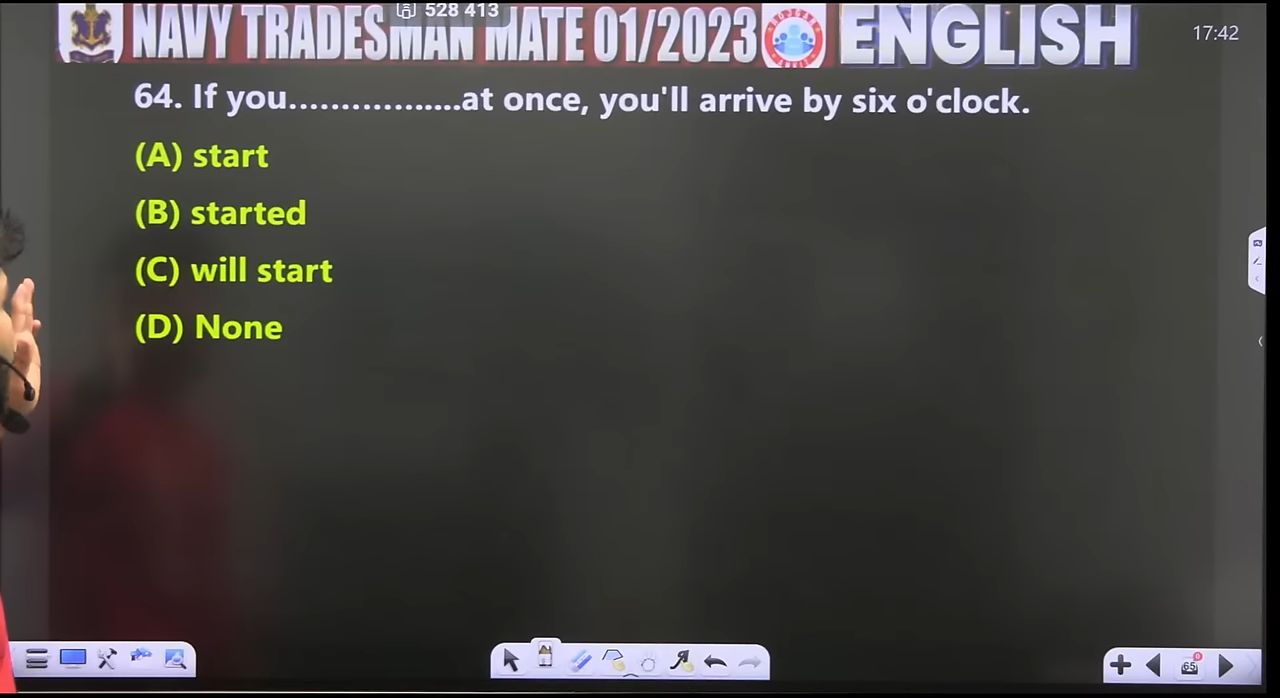 528 413
NAVY TRADESMAN MATE 01/2023 ENGLISH
17:42
64. If you.................at once, you'll arrive by six o'clock.
(A) start
(B) started
(C) will start
(D) None
65